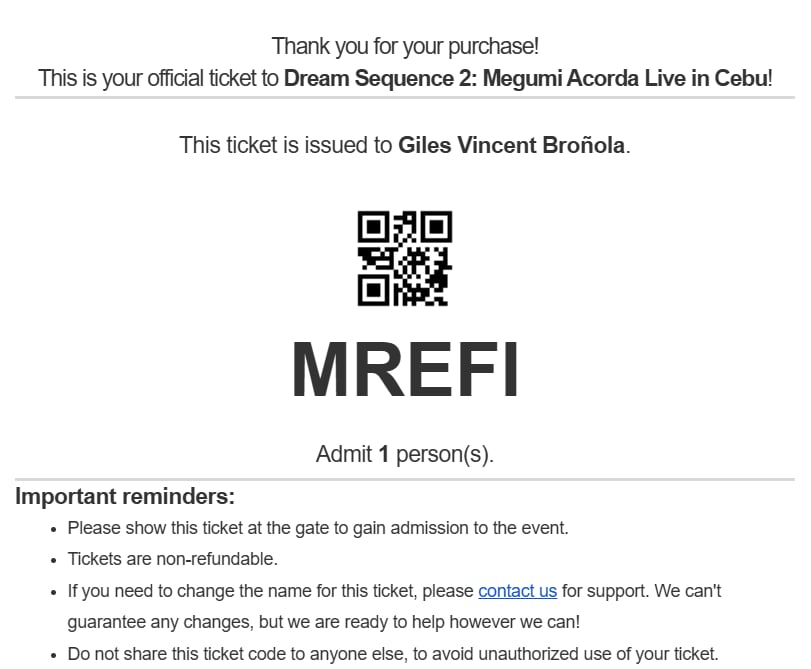 Thank you for your purchase!
This is your official ticket to Dream Sequence 2: Megumi Acorda Live in Cebu!
This ticket is issued to Giles Vincent Broñola.
MREFI
Admit 1 person(s).
Important reminders:
• Please show this ticket at the gate to gain admission to the event.
• Tickets are non-refundable.
• If you need to change the name for this ticket, please contact us for support. We can't
guarantee any changes, but we are ready to help however we can!
• Do not share this ticket code to anyone else, to avoid unauthorized use of your ticket.